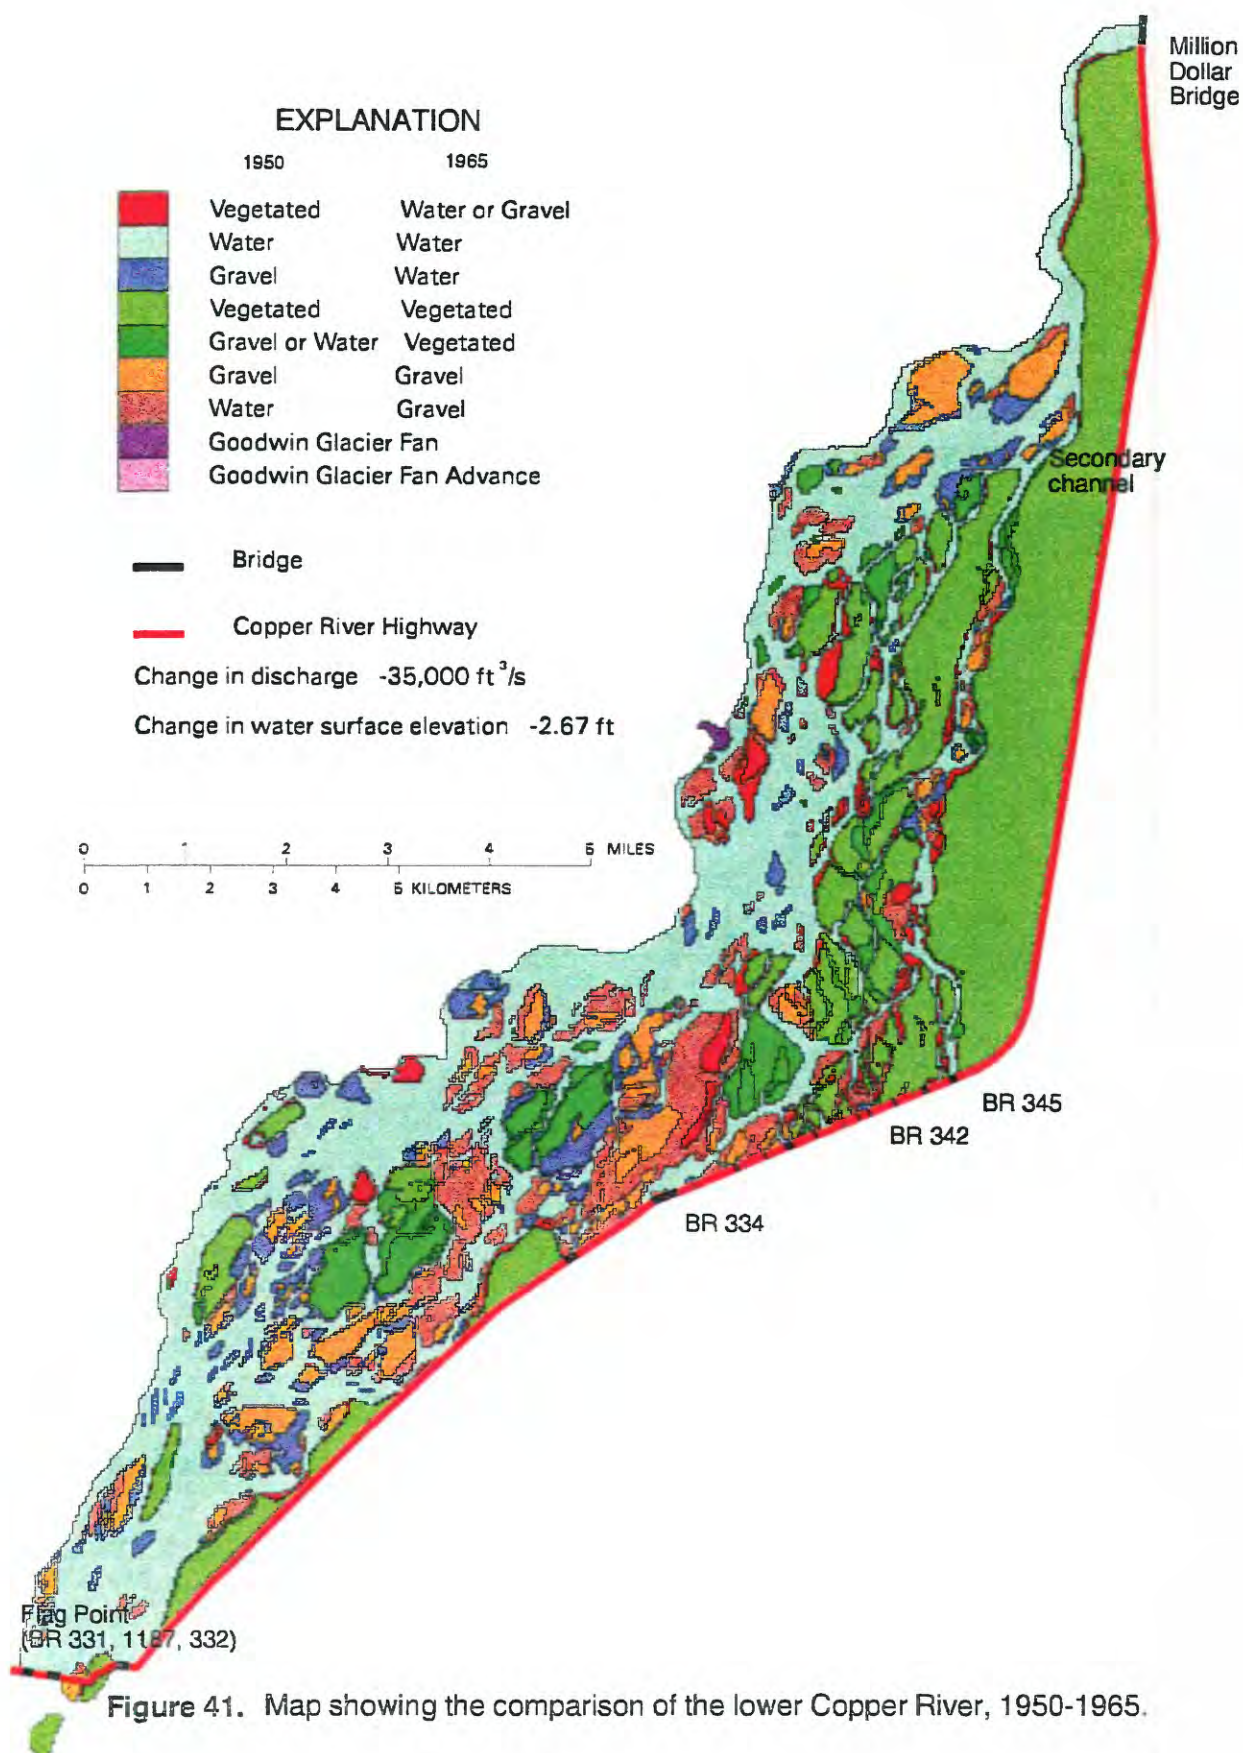 Million
Dollar
Bridge
EXPLANATION
1950 1965
Vegetated Water or Gravel
Water Water
Gravel Water
Vegetated Vegetated
Gravel or Water Vegetated
Gravel Gravel
Water Gravel
Goodwin Glacier Fan
Goodwin Glacier Fan Advance
Secondary
channel
Bridge
Copper River Highway
Change in discharge -35,000 ft³/s
Change in water surface elevation -2.67 ft
0 1 2 3 4 5 MILES
0 1 2 3 4 5 KILOMETERS
BR 345
BR 342
BR 334
Flag Point
(BR 331, 1187, 332)
Figure 41. Map showing the comparison of the lower Copper River, 1950-1965.